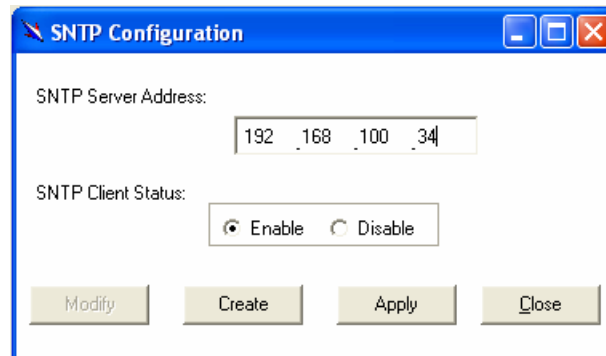 SNTP Configuration
SNTP Server Address:
192 .168 .100 .34
SNTP Client Status:
Enable Disable
Modify Create Apply Close